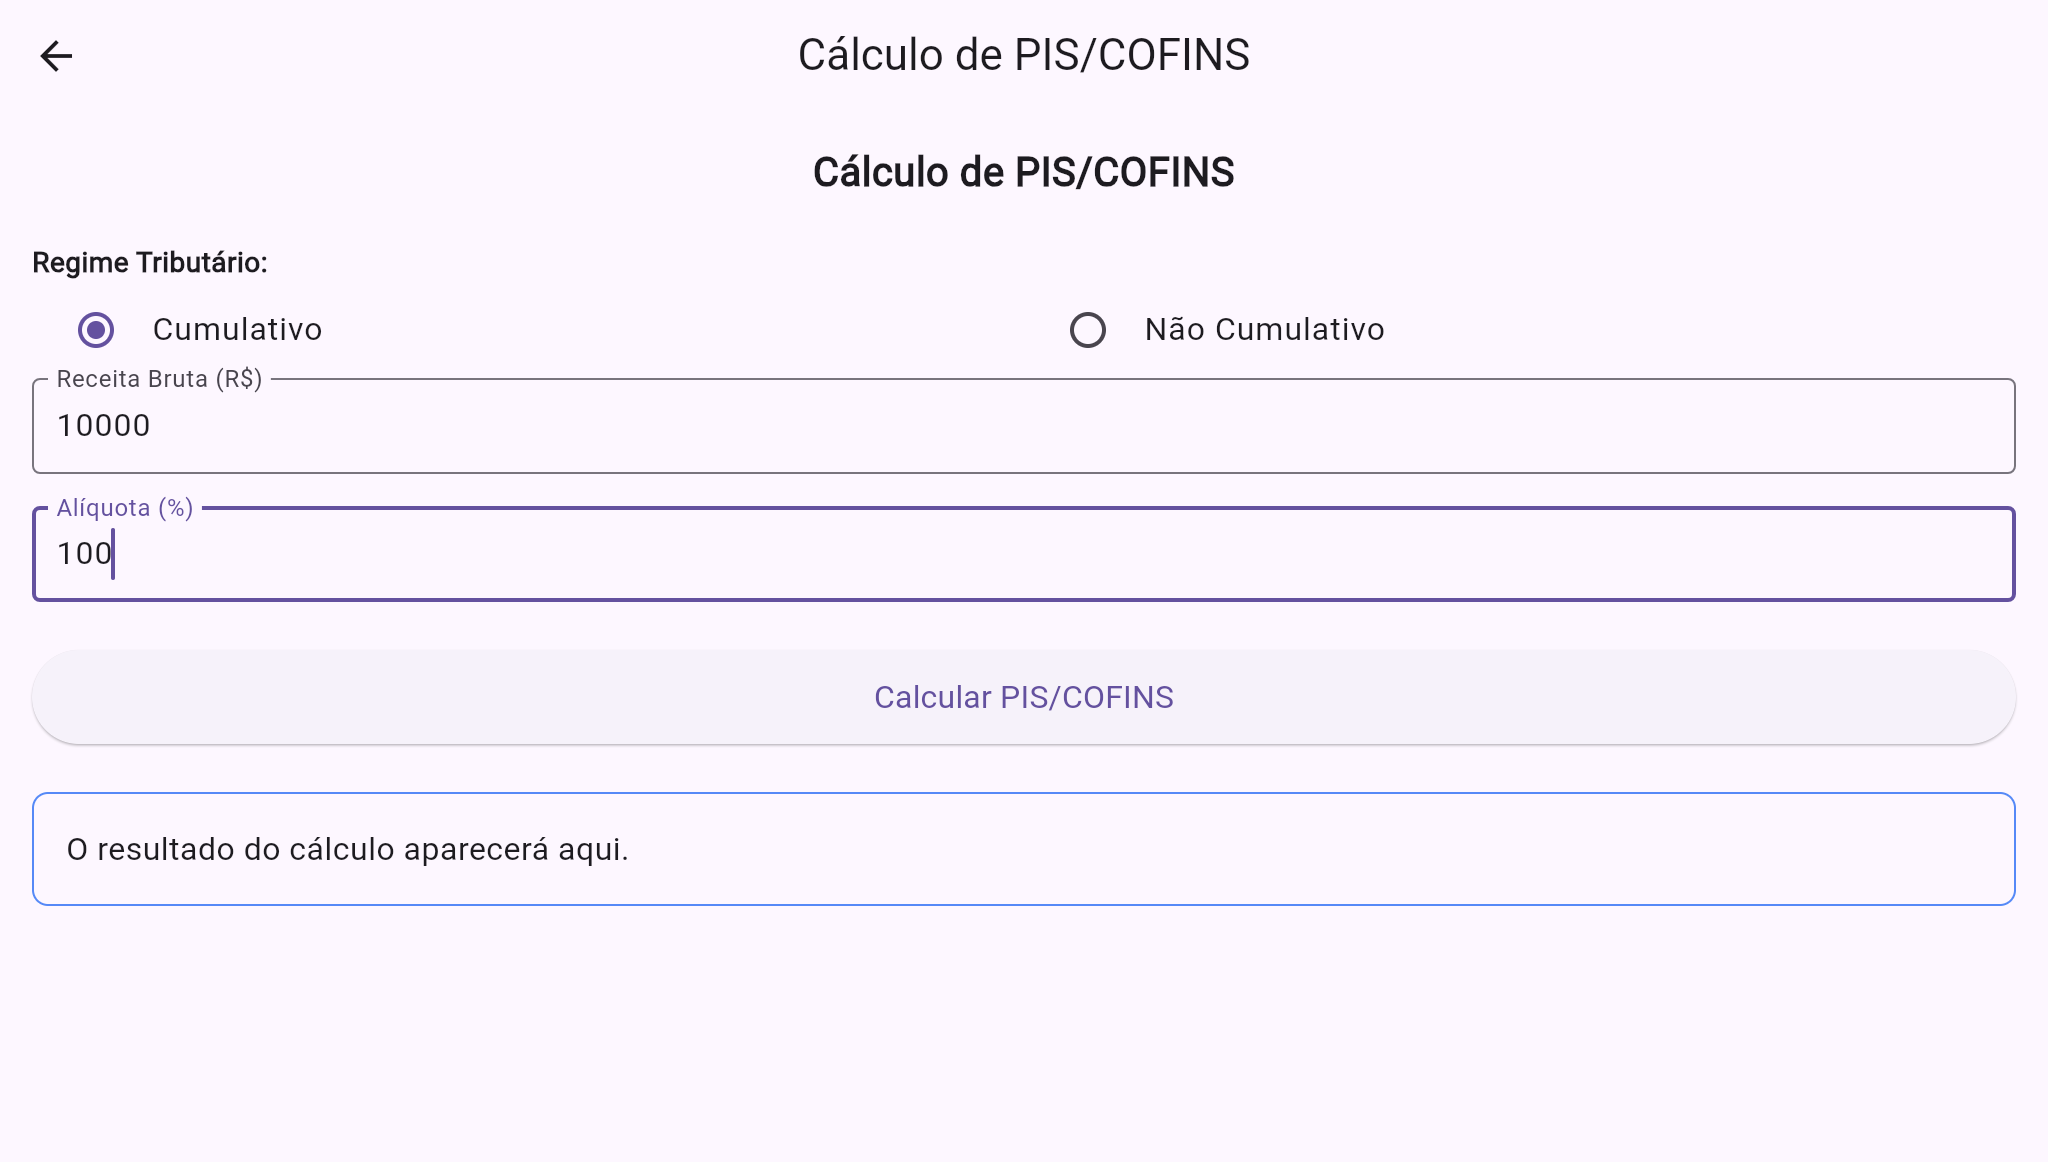 Cálculo de PIS/COFINS
Cálculo de PIS/COFINS
Regime Tributário:
Cumulativo
Não Cumulativo
Receita Bruta (R$)
10000
Alíquota (%)
100
Calcular PIS/COFINS
O resultado do cálculo aparecerá aqui.